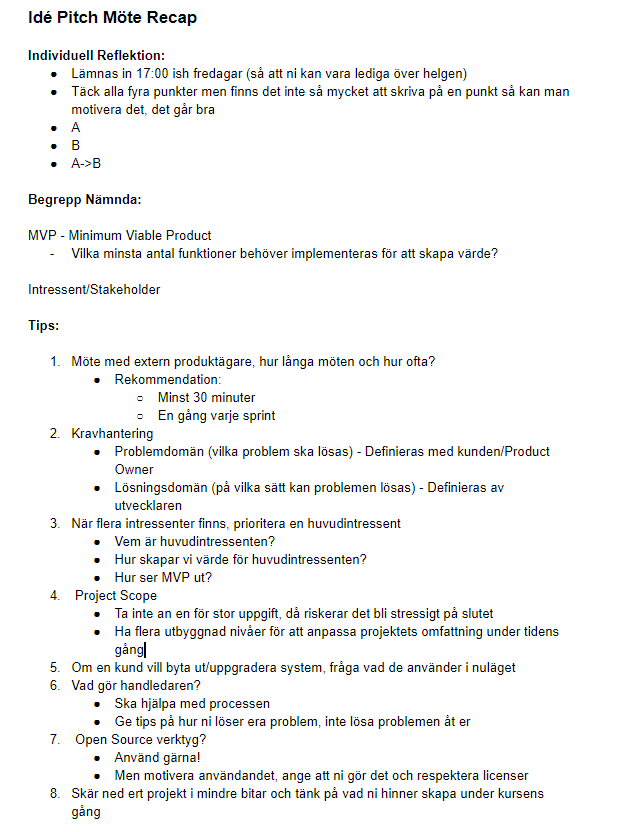 Idé Pitch Möte Recap
Individuell Reflektion:
● Lämnas in 17:00 ish fredagar (så att ni kan vara lediga över helgen)
● Täck alla fyra punkter men finns det inte så mycket att skriva på en punkt så kan man
motivera det, det går bra
● A
● B
● A->B
Begrepp Nämnda:
MVP - Minimum Viable Product
- Vilka minsta antal funktioner behöver implementeras för att skapa värde?
Intressent/Stakeholder
Tips:
1. Möte med extern produktägare, hur långa möten och hur ofta?
● Rekommendation:
○ Minst 30 minuter
○ En gång varje sprint
2. Kravhantering
● Problemdomän (vilka problem ska lösas) - Definieras med kunden/Product
Owner
● Lösningsdomän (på vilka sätt kan problemen lösas) - Definieras av
utvecklaren
3. När flera intressenter finns, prioritera en huvudintressent
● Vem är huvudintressenten?
● Hur skapar vi värde för huvudintressenten?
● Hur ser MVP ut?
4. Project Scope
● Ta inte an en för stor uppgift, då riskerar det bli stressigt på slutet
● Ha flera utbyggnad nivåer för att anpassa projektets omfattning under tidens
gång
5. Om en kund vill byta ut/uppgradera system, fråga vad de använder i nuläget
6. Vad gör handledaren?
● Ska hjälpa med processen
● Ge tips på hur ni löser era problem, inte lösa problemen åt er
7. Open Source verktyg?
● Använd gärna!
● Men motivera användandet, ange att ni gör det och respektera licenser
8. Skär ned ert projekt i mindre bitar och tänk på vad ni hinner skapa under kursens
gång